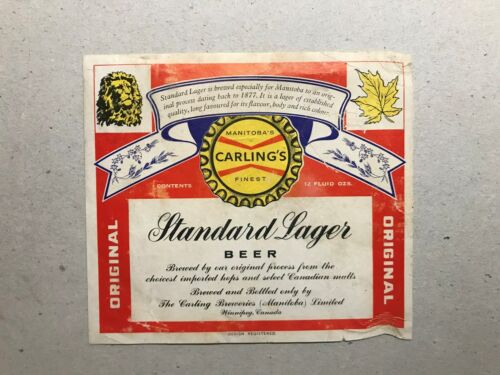 Standard Lager is brewed especially for Manitoba to an orig-
inal process dating back to 1877. It is a lager of established
quality, long favoured for its flavour, body and rich colour.
MANITOBA'S
CARLING'S
FINEST
CONTENTS
12 FLUID OZS.
ORIGINAL
ORIGINAL
Standard Lager
BEER
Brewed by our original process from the
choicest imported hops and select Canadian malts
Brewed and Bottled only by
The Carling Breweries (Manitoba) Limited
Winnipeg, Canada
DESIGN REGISTERED